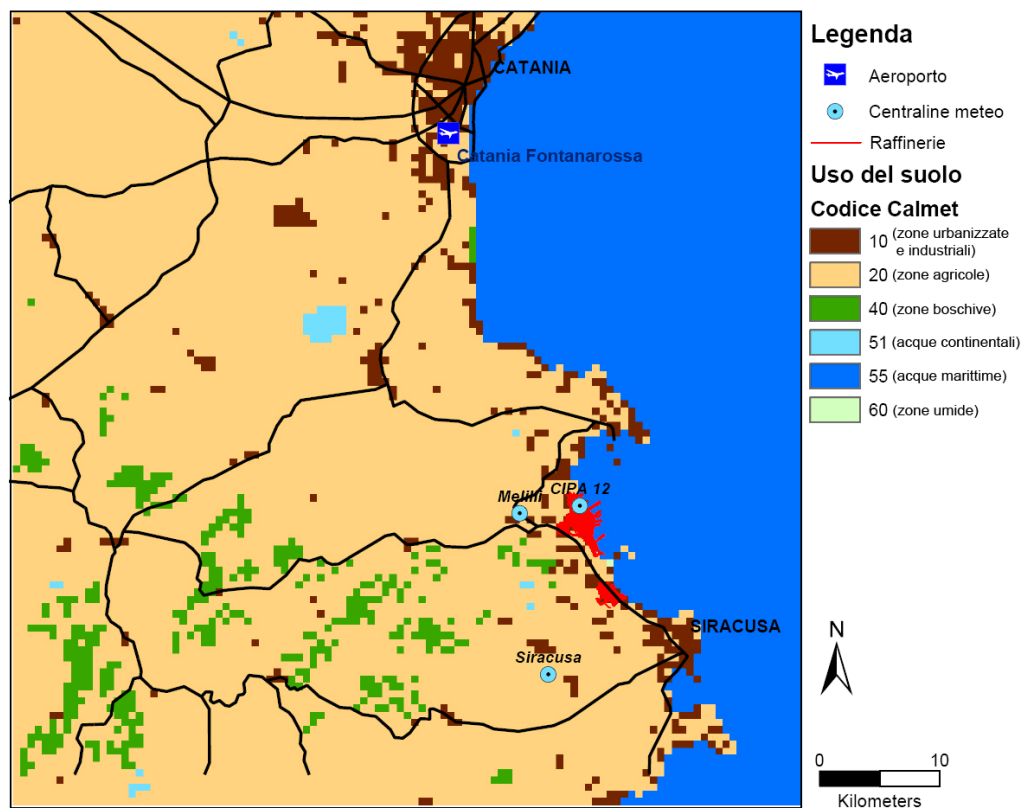 CATANIA
Catania Fontanarossa
Melilli
CIPA 12
SIRACUSA
Siracusa
Legenda
Aeroporto
Centraline meteo
Raffinerie
Uso del suolo
Codice Calmet
10 (zone urbanizzate
e industriali)
20 (zone agricole)
40 (zone boschive)
51 (acque continentali)
55 (acque marittime)
60 (zone umide)
N
0 10
Kilometers